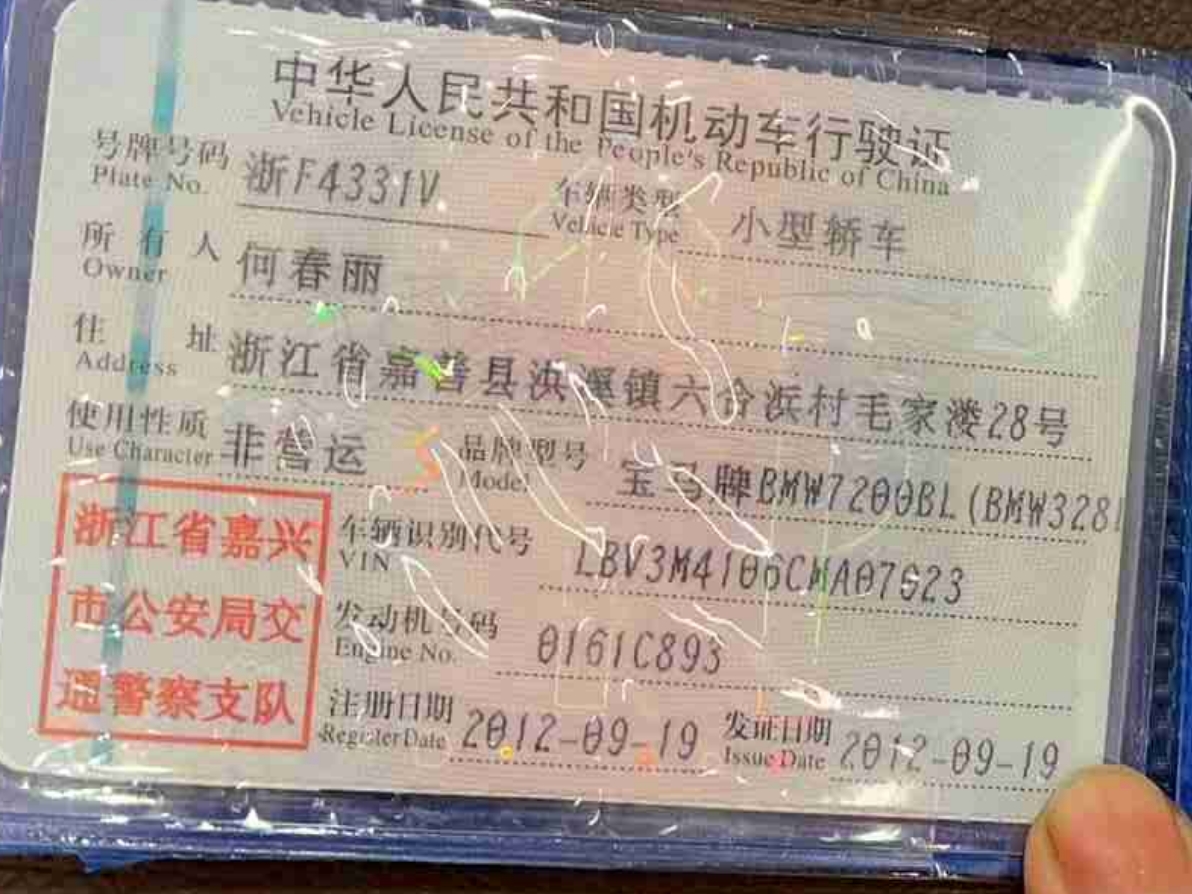 中华人民共和国机动车行驶证
Vehicle License of the People's Republic of China
号牌号码 浙F4331V 车辆类型 小型轿车
Plate No. Vehicle Type
所有人 何春丽
Owner
住址 浙江省嘉善县洪溪镇六合浜村毛家溇28号
Address
使用性质 非营运 品牌型号 宝马牌BMW7200BL(BMW328I
Use Character Model
浙江省嘉兴
市公安局交
通警察支队
车辆识别代号 LBV3M4106CMA07623
VIN
发动机号码 0161C893
Engine No.
注册日期 2012-09-19 发证日期 2012-09-19
Register Date Issue Date